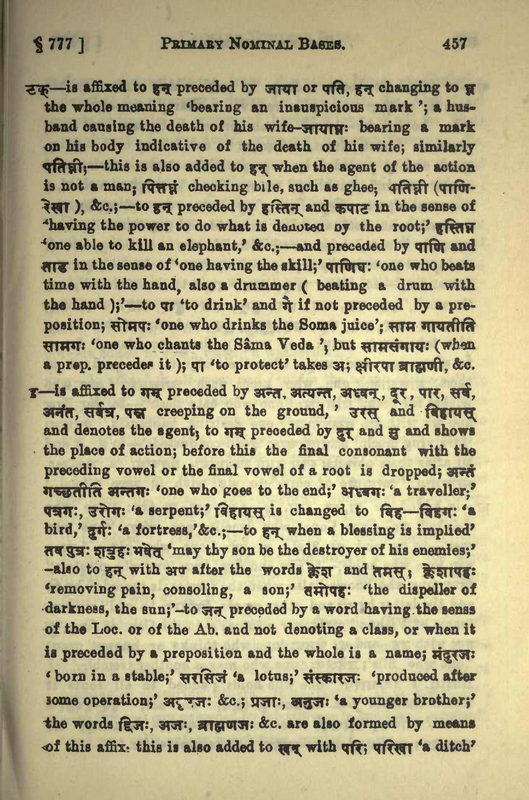 § 777 ] PRIMARY NOMINAL BASES. 457
टक्—is affixed to हन् preceded by जाया or पति, हन् changing to घ्न
the whole meaning 'bearing an inauspicious mark'; a hus-
band causing the death of his wife-जायाघ्नः bearing a mark
on his body indicative of the death of his wife; similarly
पतिघ्नी;—this is also added to हन् when the agent of the action
is not a man; पित्तघ्नं checking bile, such as ghee; पतिघ्नी (पाणि-
रेखा ), &c.;—to हन् preceded by हस्तिन् and कपाट in the sense of
'having the power to do what is denoted by the root;' हस्तिघ्न
'one able to kill an elephant,' &c.;—and preceded by पाणि and
ताड in the sense of 'one having the skill;' पाणिघः 'one who beats
time with the hand, also a drummer ( beating a drum with
the hand );'—to पा 'to drink' and गै if not preceded by a pre-
position; सोमपः 'one who drinks the Soma juice'; साम गायतीति
सामगः 'one who chants the Sâma Veda ', but सामसंगायः (when
a prep. precedes it ); पा 'to protect' takes अ; क्षीरपा ब्राह्मणी, &c.
ड—is affixed to गम् preceded by अन्त, अत्यन्त, अध्वन्, दूर, पार, सर्व,
अनंत, सर्वत्र, पन्न creeping on the ground, ' उरस् and विहायस्
and denotes the agent; to गम् preceded by दुर् and सु and shows
the place of action; before this the final consonant with the
preceding vowel or the final vowel of a root is dropped; अन्तं
गच्छतीति अन्तगः 'one who goes to the end;' अध्वगः 'a traveller;'
पन्नगः, उरोगः 'a serpent;' विहायस् is changed to विह—विहगः 'a
bird,' दुर्गः 'a fortress,'&c.;—to हन् when a blessing is implied'
तव पुत्रः शत्रुहः भवेत् 'may thy son be the destroyer of his enemies;'
-also to हन् with अप after the words क्लेश and तमस्; क्लेशापहः
'removing pain, consoling, a son;' तमोपहः 'the dispeller of
darkness, the sun;'-to जन् preceded by a word having the sense
of the Loc. or of the Ab. and not denoting a class, or when it
is preceded by a preposition and the whole is a name; मंदुरजः
' born in a stable;' सरसिजं 'a lotus;' संस्कारजः 'produced after
some operation;' अदृष्टजः &c.; प्रजाः, अनुजः 'a younger brother;'
the words द्विजः, अजः, ब्राह्मणजः &c. are also formed by means
of this affix: this is also added to खन् with परि; परिखा 'a ditch'